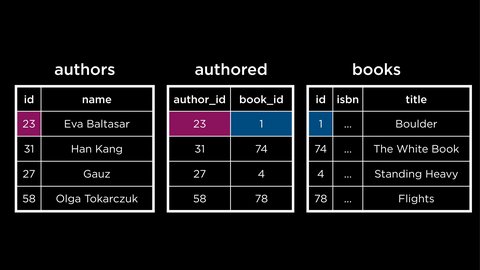 authors authored books
id name author_id book_id id isbn title
23 Eva Baltasar 23 1 1 ... Boulder
31 Han Kang 31 74 74 ... The White Book
27 Gauz 27 4 4 ... Standing Heavy
58 Olga Tokarczuk 58 78 78 ... Flights